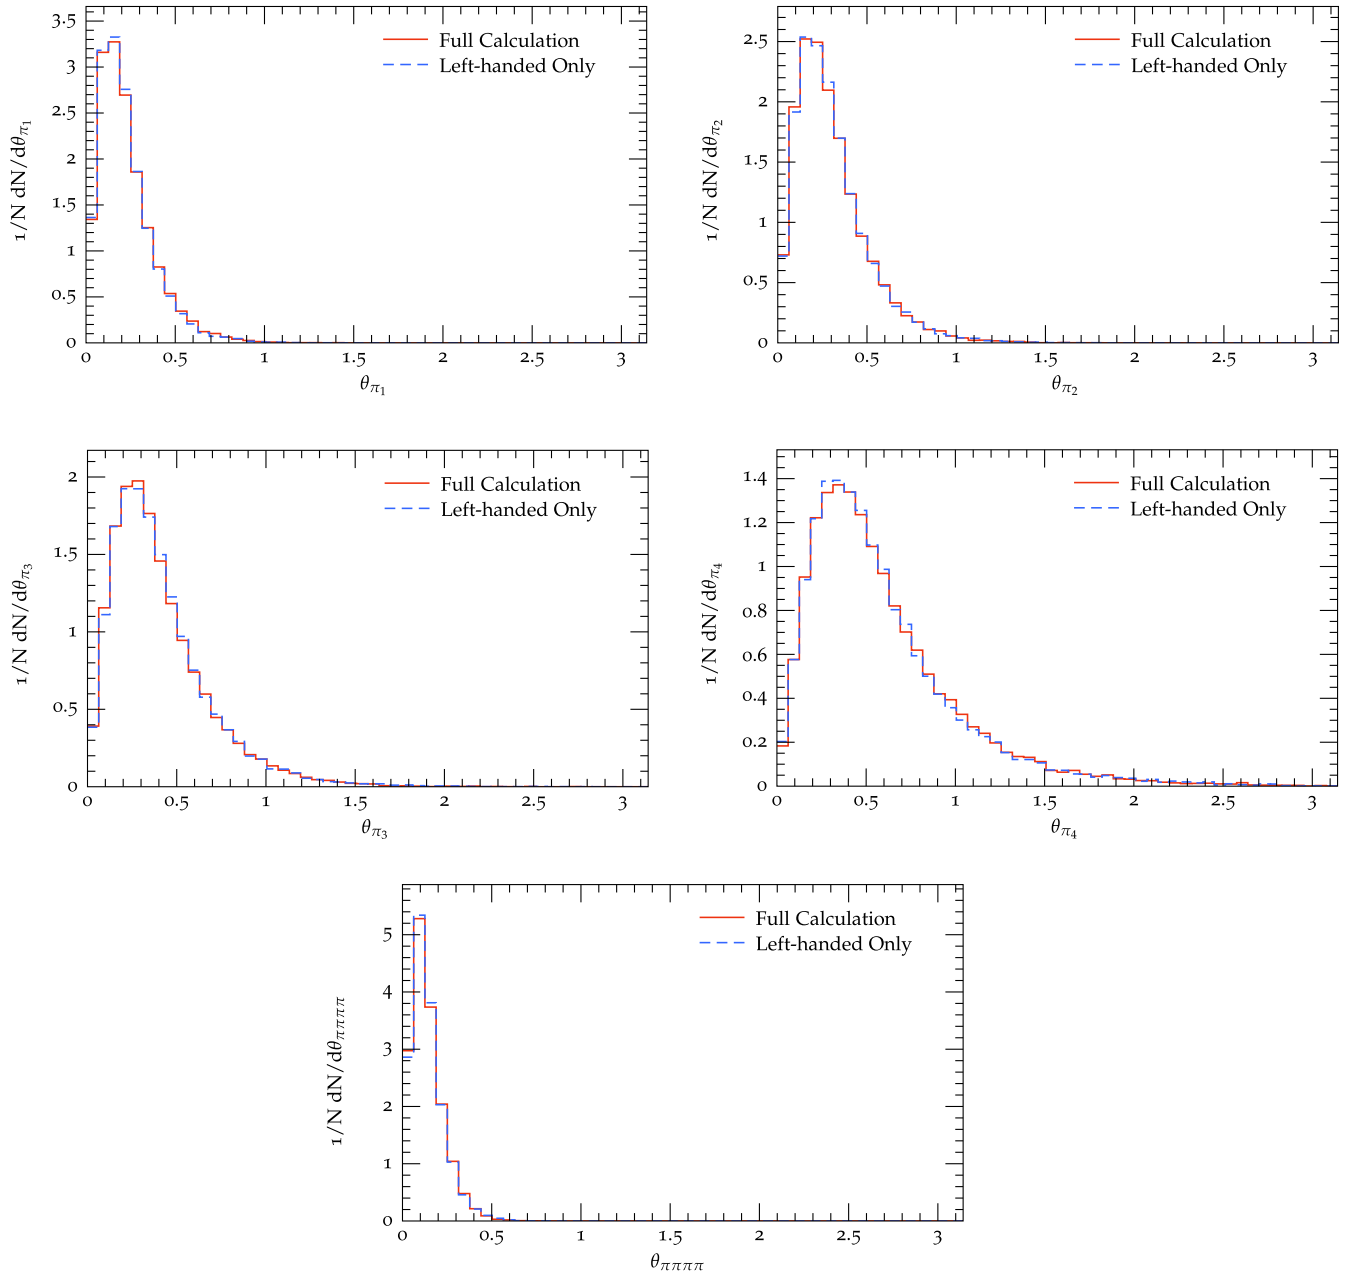 3.5
3
2.5
2
1.5
1
0.5
0
1/N dN/dθπ1
Full Calculation
Left-handed Only
0 0.5 1 1.5 2 2.5 3
θπ1
2.5
2
1.5
1
0.5
0
1/N dN/dθπ2
Full Calculation
Left-handed Only
0 0.5 1 1.5 2 2.5 3
θπ2
2
1.5
1
0.5
0
1/N dN/dθπ3
Full Calculation
Left-handed Only
0 0.5 1 1.5 2 2.5 3
θπ3
1.4
1.2
1
0.8
0.6
0.4
0.2
0
1/N dN/dθπ4
Full Calculation
Left-handed Only
0 0.5 1 1.5 2 2.5 3
θπ4
5
4
3
2
1
0
1/N dN/dθππππ
Full Calculation
Left-handed Only
0 0.5 1 1.5 2 2.5 3
θππππ